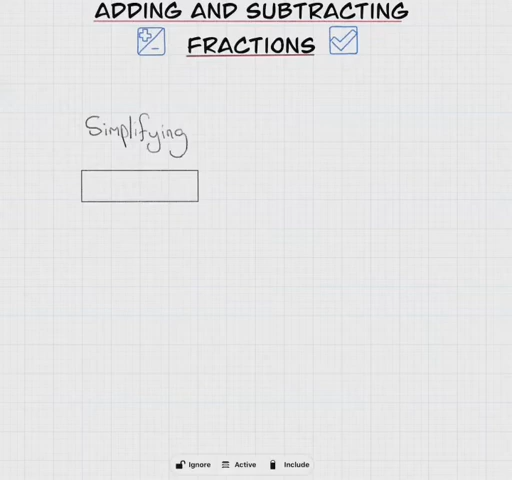 ADDING AND SUBTRACTING
FRACTIONS
Simplifying
Ignore Active Include